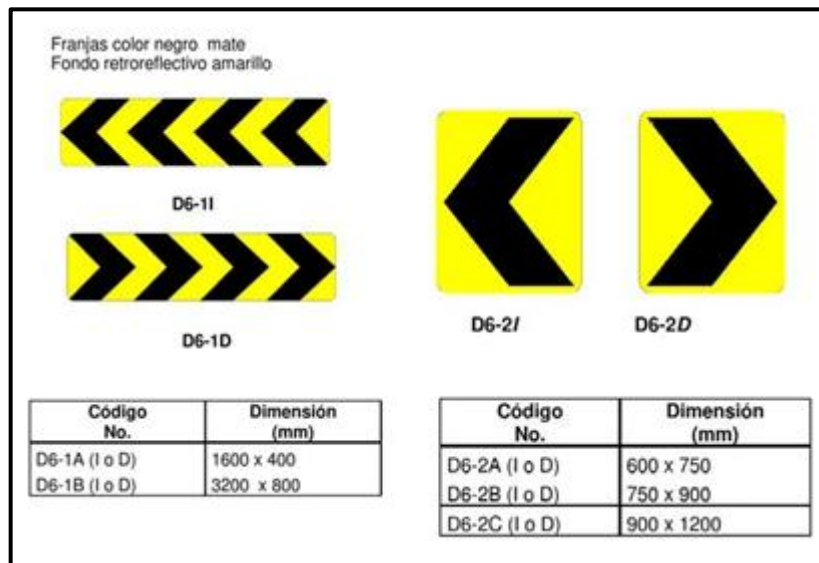 Franjas color negro mate
Fondo retroreflectivo amarillo
D6-1I
D6-1D
D6-2I
D6-2D
Código No.
Dimensión (mm)
D6-1A (I o D)
1600 x 400
D6-1B (I o D)
3200 x 800
Código No.
Dimensión (mm)
D6-2A (I o D)
600 x 750
D6-2B (I o D)
750 x 900
D6-2C (I o D)
900 x 1200